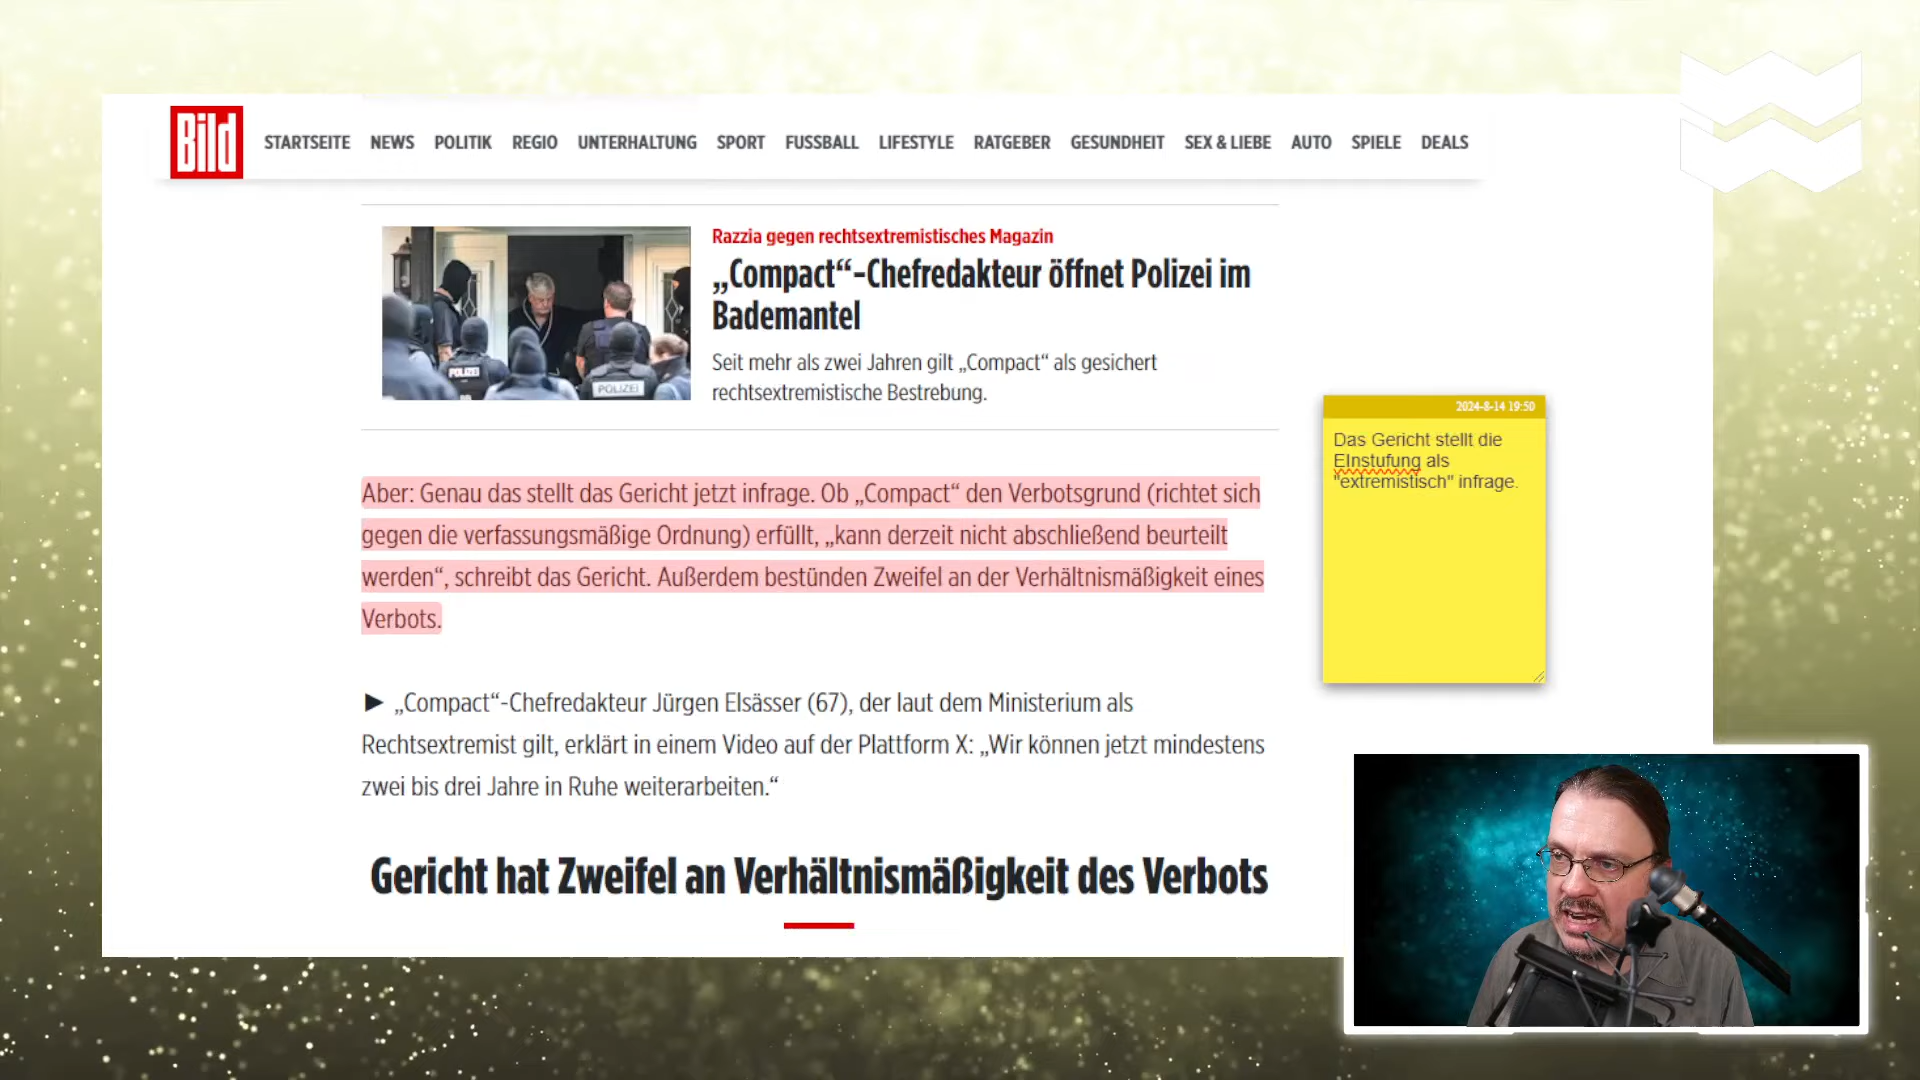 Bild STARTSEITE NEWS POLITIK REGIO UNTERHALTUNG SPORT FUSSBALL LIFESTYLE RATGEBER GESUNDHEIT SEX & LIEBE AUTO SPIELE DEALS
Razzia gegen rechtsextremistisches Magazin
„Compact“-Chefredakteur öffnet Polizei im
Bademantel
Seit mehr als zwei Jahren gilt „Compact“ als gesichert
rechtsextremistische Bestrebung.
POLIZEI
POLIZEI
Aber: Genau das stellt das Gericht jetzt infrage. Ob „Compact“ den Verbotsgrund (richtet sich
gegen die verfassungsmäßige Ordnung) erfüllt, „kann derzeit nicht abschließend beurteilt
werden“, schreibt das Gericht. Außerdem bestünden Zweifel an der Verhältnismäßigkeit eines
Verbots.
2024-8-14 19:50
Das Gericht stellt die
EInstufung als
"extremistisch" infrage.
► „Compact“-Chefredakteur Jürgen Elsässer (67), der laut dem Ministerium als
Rechtsextremist gilt, erklärt in einem Video auf der Plattform X: „Wir können jetzt mindestens
zwei bis drei Jahre in Ruhe weiterarbeiten.“
Gericht hat Zweifel an Verhältnismäßigkeit des Verbots